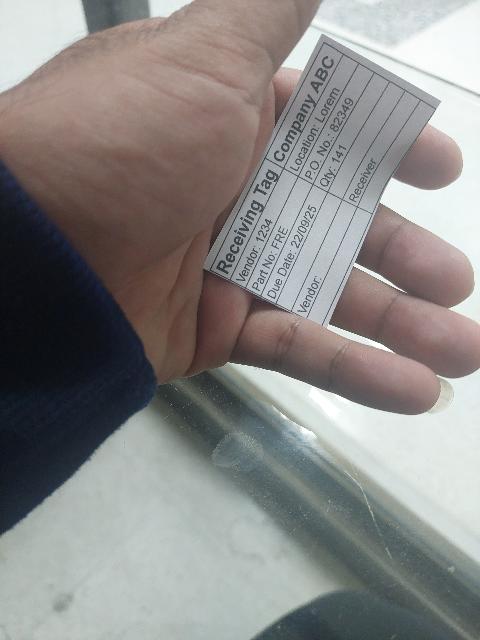 Receiving Tag Company ABC
Vendor: 1234 Location: Lorem
Part No: FRE P.O. No.: 82349
Due Date: 22/09/25 Qty: 141
Vendor: Receiver